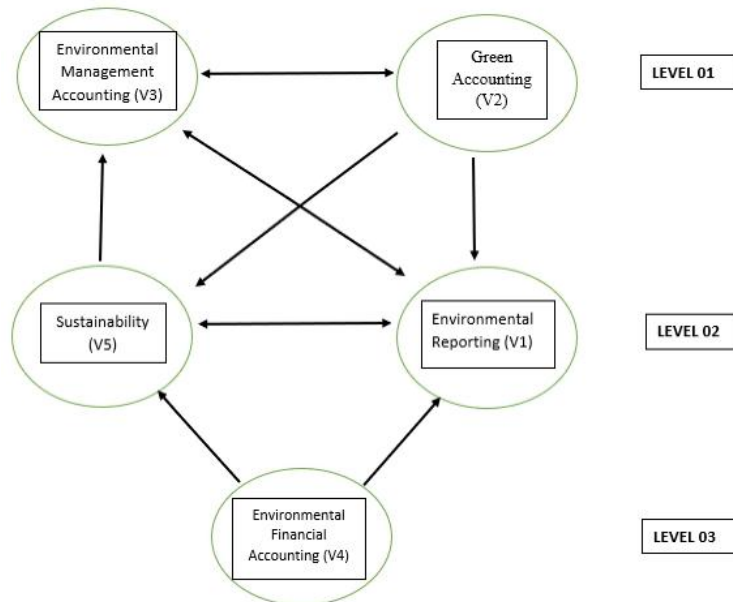 Environmental
Management
Accounting (V3)
Green
Accounting
(V2)
LEVEL 01
Sustainability
(V5)
Environmental
Reporting (V1)
LEVEL 02
Environmental
Financial
Accounting (V4)
LEVEL 03